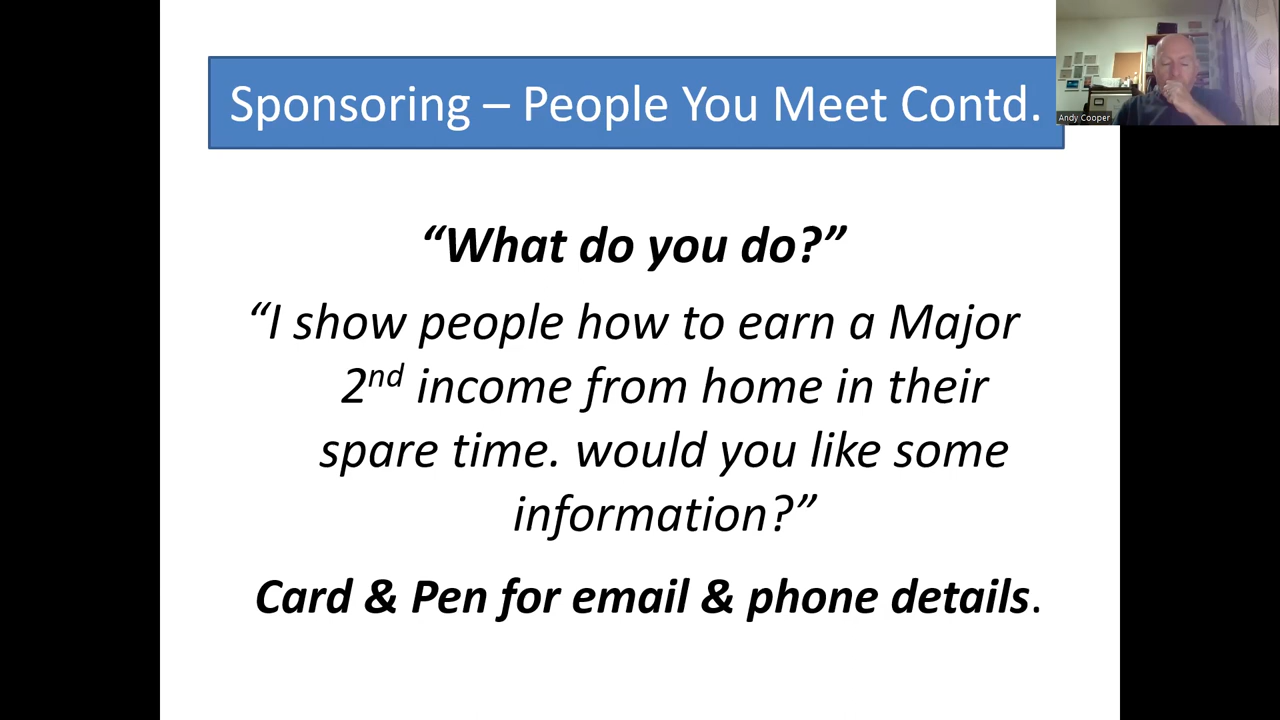 Sponsoring – People You Meet Contd.
Andy Cooper
“What do you do?”
“I show people how to earn a Major
2nd income from home in their
spare time. would you like some
information?”
Card & Pen for email & phone details.